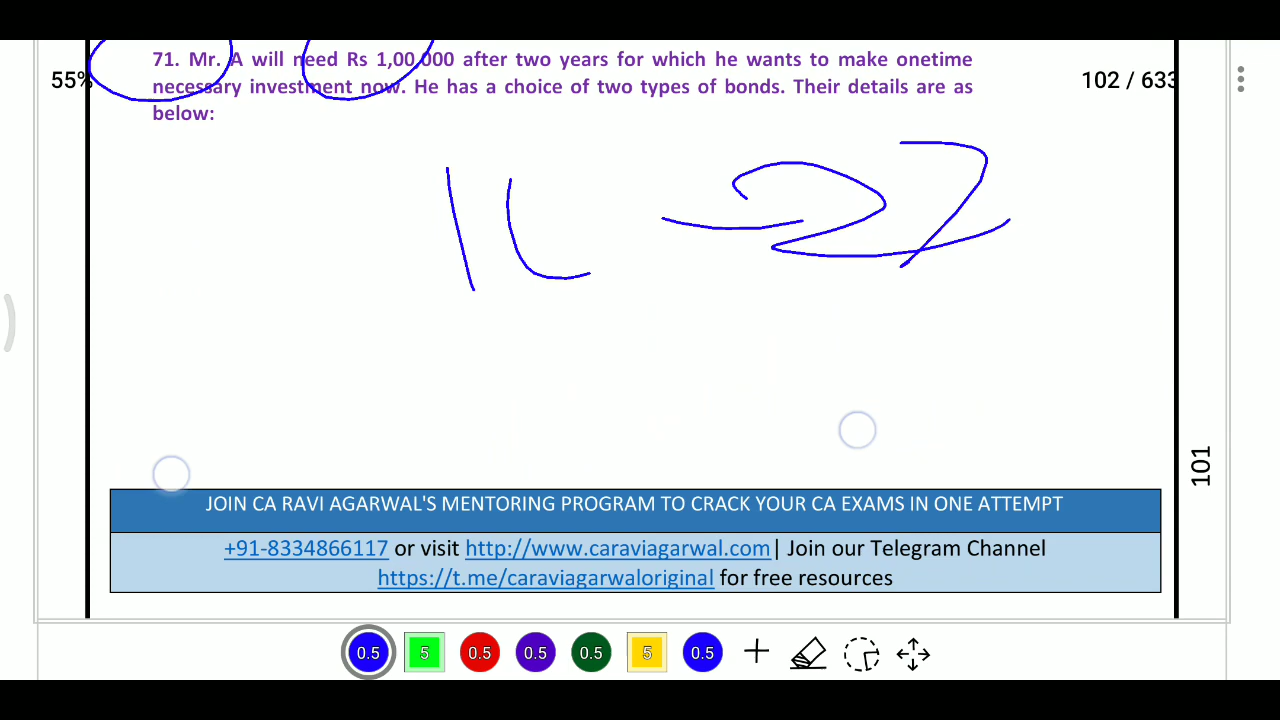 71. Mr. A will need Rs 1,00,000 after two years for which he wants to make onetime
55%
102 / 633
necessary investment now. He has a choice of two types of bonds. Their details are as
below:
101
JOIN CA RAVI AGARWAL'S MENTORING PROGRAM TO CRACK YOUR CA EXAMS IN ONE ATTEMPT
+91-8334866117 or visit http://www.caraviagarwal.com| Join our Telegram Channel
https://t.me/caraviagarwaloriginal for free resources
0.5 5 0.5 0.5 0.5 5 0.5